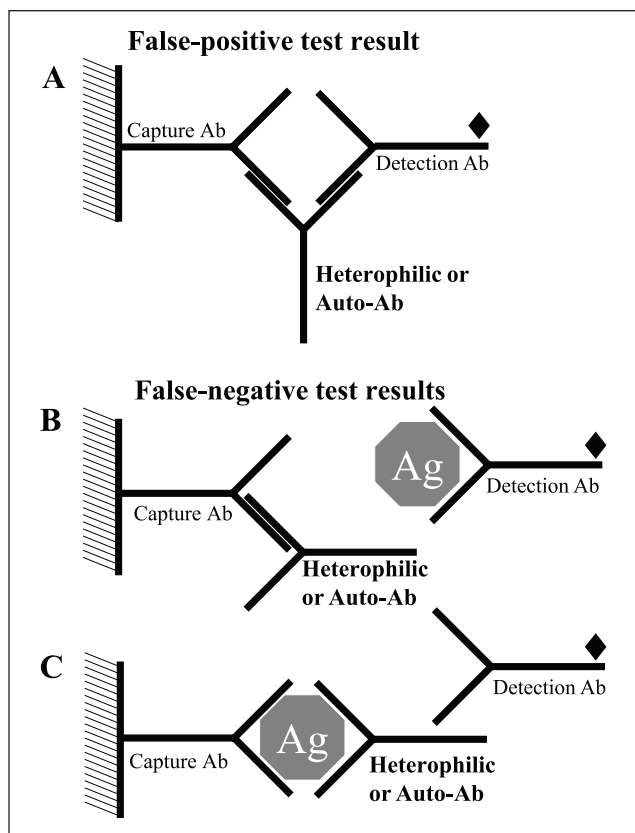 False-positive test result
A
Capture Ab
Detection Ab
Heterophilic or
Auto-Ab
False-negative test results
B
Ag
Capture Ab
Detection Ab
Heterophilic
or Auto-Ab
C
Detection Ab
Ag
Capture Ab
Heterophilic
or Auto-Ab